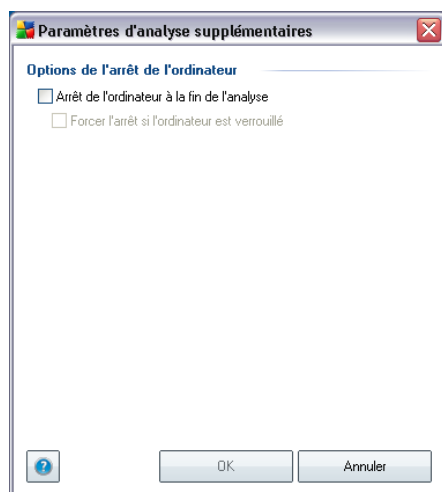 Paramètres d'analyse supplémentaires
Options de l'arrêt de l'ordinateur
Arrêt de l'ordinateur à la fin de l'analyse
Forcer l'arrêt si l'ordinateur est verrouillé
?
OK
Annuler